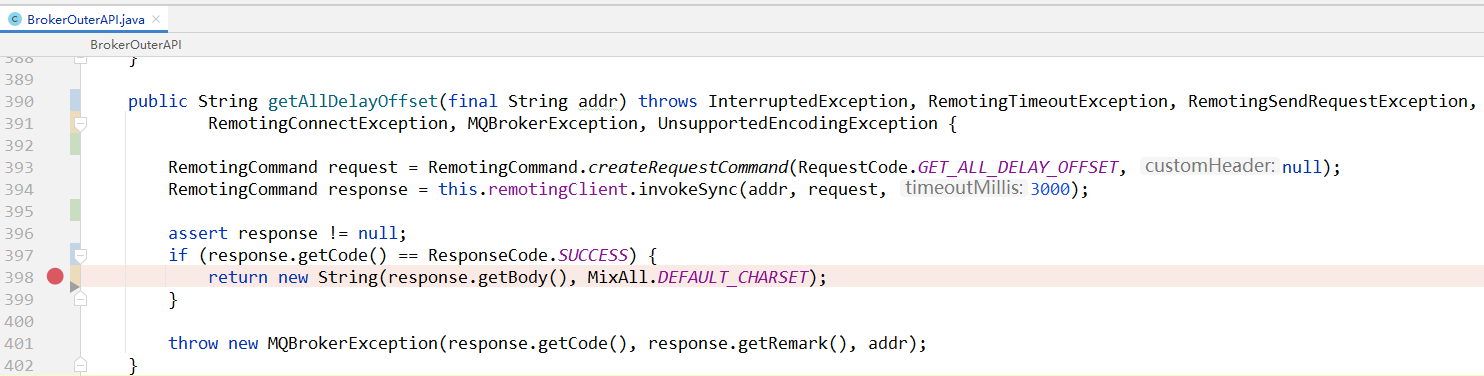 BrokerOuterAPI.java
BrokerOuterAPI
388 }
389
390 public String getAllDelayOffset(final String addr) throws InterruptedException, RemotingTimeoutException, RemotingSendRequestException,
391 RemotingConnectException, MQBrokerException, UnsupportedEncodingException {
392
393 RemotingCommand request = RemotingCommand.createRequestCommand(RequestCode.GET_ALL_DELAY_OFFSET, customHeader: null);
394 RemotingCommand response = this.remotingClient.invokeSync(addr, request, timeoutMillis: 3000);
395
396 assert response != null;
397 if (response.getCode() == ResponseCode.SUCCESS) {
398 return new String(response.getBody(), MixAll.DEFAULT_CHARSET);
399 }
400
401 throw new MQBrokerException(response.getCode(), response.getRemark(), addr);
402 }